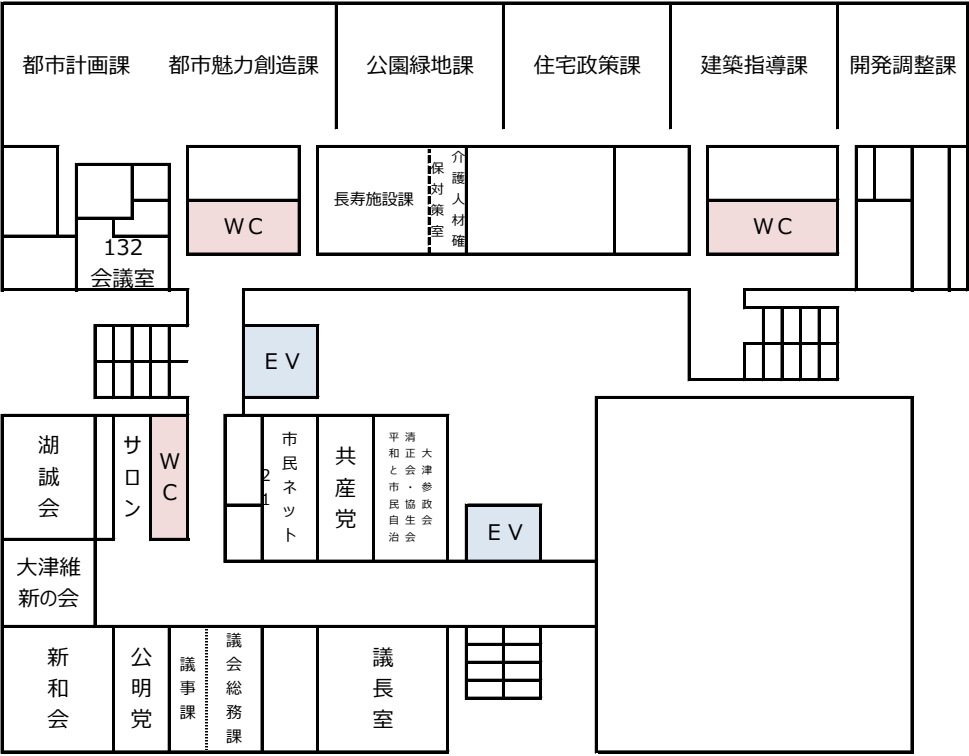 都市計画課
都市魅力創造課
公園緑地課
住宅政策課
建築指導課
開発調整課
WC
132
会議室
長寿施設課
介護人材確
保対策室
WC
EV
湖誠会
サロン
WC
市民ネット
21
共産党
大津参政会
清正会・協生会
平和と市民自治
EV
大津維
新の会
新和会
公明党
議事課
議会総務課
議長室